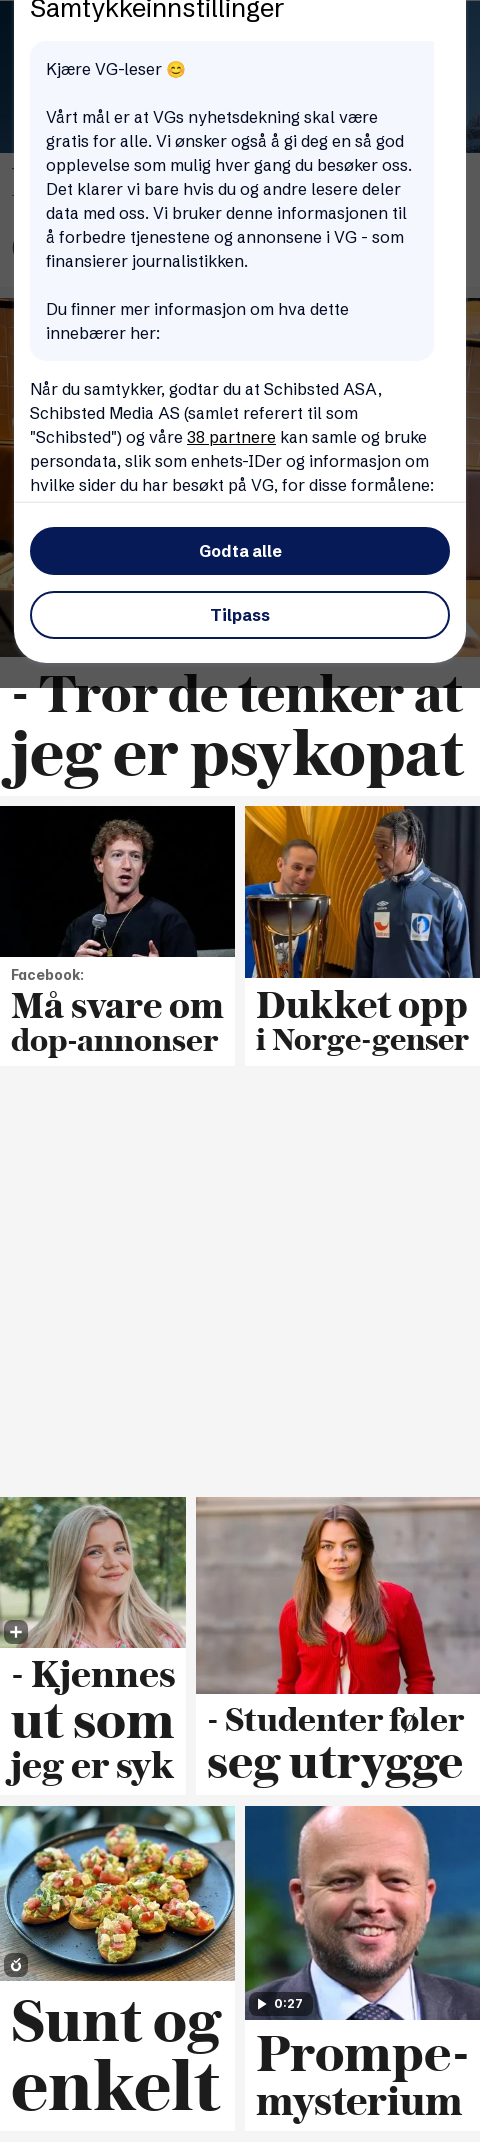 Samtykkeinnstillinger
Kjære VG-leser 😊
Vårt mål er at VGs nyhetsdekning skal være
gratis for alle. Vi ønsker også å gi deg en så god
opplevelse som mulig hver gang du besøker oss.
Det klarer vi bare hvis du og andre lesere deler
data med oss. Vi bruker denne informasjonen til
å forbedre tjenestene og annonsene i VG - som
finansierer journalistikken.
Du finner mer informasjon om hva dette
innebærer her:
Når du samtykker, godtar du at Schibsted ASA,
Schibsted Media AS (samlet referert til som
"Schibsted") og våre 38 partnere kan samle og bruke
persondata, slik som enhets-IDer og informasjon om
hvilke sider du har besøkt på VG, for disse formålene:
Godta alle
Tilpass
- Tror de tenker at
jeg er psykopat
Facebook:
Må svare om
dop-annonser
Dukket opp
i Norge-genser
- Kjennes
ut som
jeg er syk
- Studenter føler
seg utrygge
Sunt og
enkelt
0:27
Prompe-
mysterium